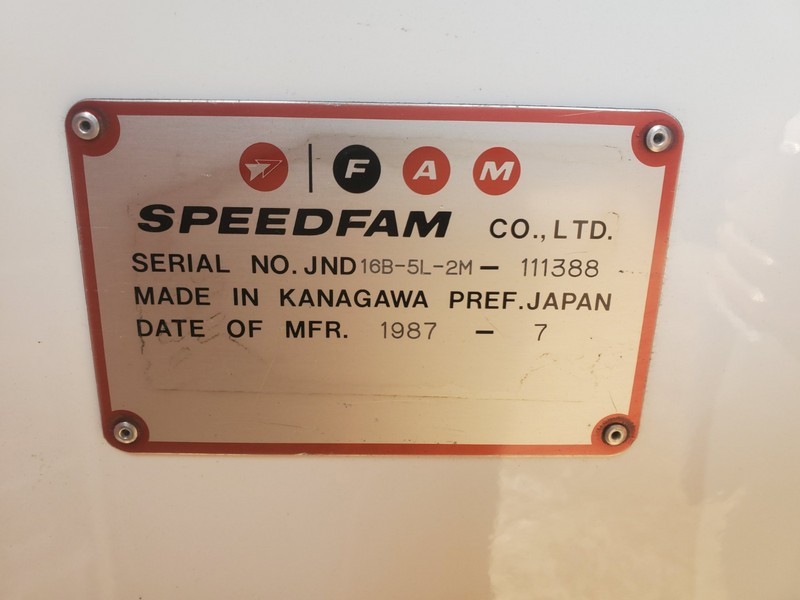 FAM
SPEEDFAM CO.,LTD.
SERIAL NO. JND16B-5L-2M- 111388
MADE IN KANAGAWA PREF.JAPAN
DATE OF MFR. 1987 - 7